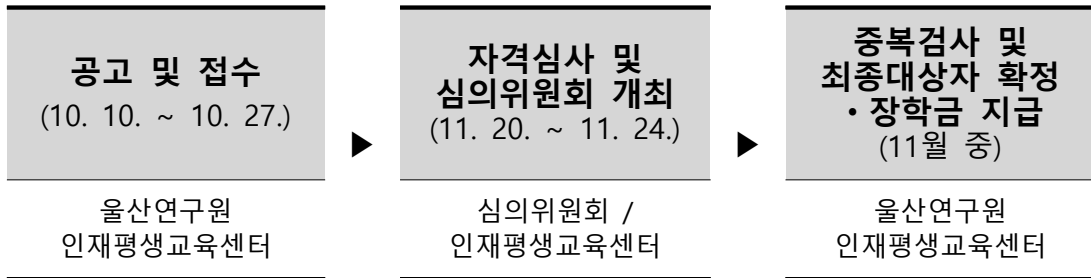 공고 및 접수
(10. 10. ~ 10. 27.)
울산연구원
인재평생교육센터
▶
자격심사 및
심의위원회 개최
(11. 20. ~ 11. 24.)
심의위원회 /
인재평생교육센터
▶
중복검사 및
최종대상자 확정
・장학금 지급
(11월 중)
울산연구원
인재평생교육센터